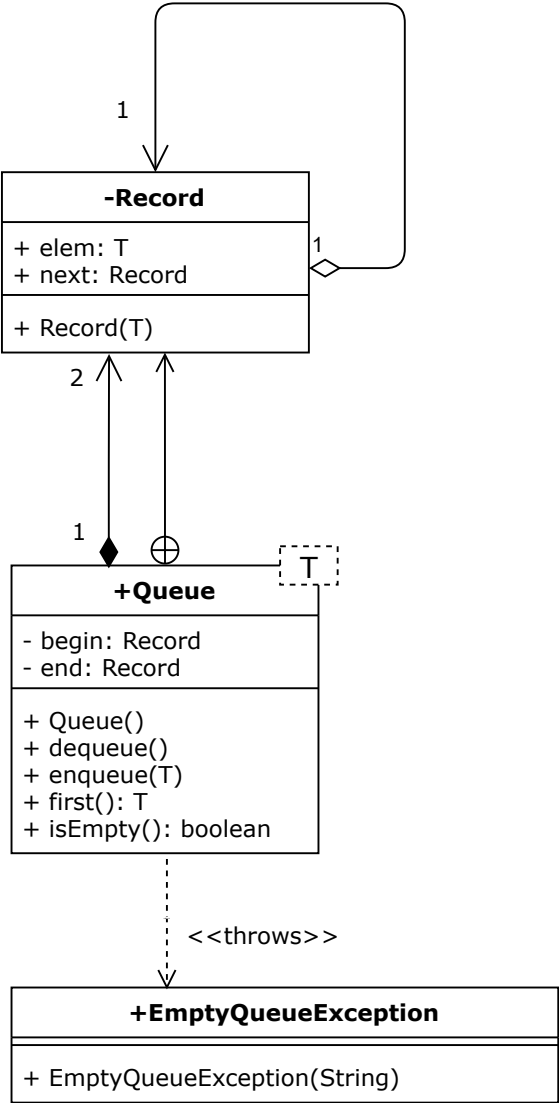 1
-Record
+ elem: T
+ next: Record
1
+ Record(T)
2
1
T
+Queue
- begin: Record
- end: Record
+ Queue()
+ dequeue()
+ enqueue(T)
+ first(): T
+ isEmpty(): boolean
<<throws>>
+EmptyQueueException
+ EmptyQueueException(String)